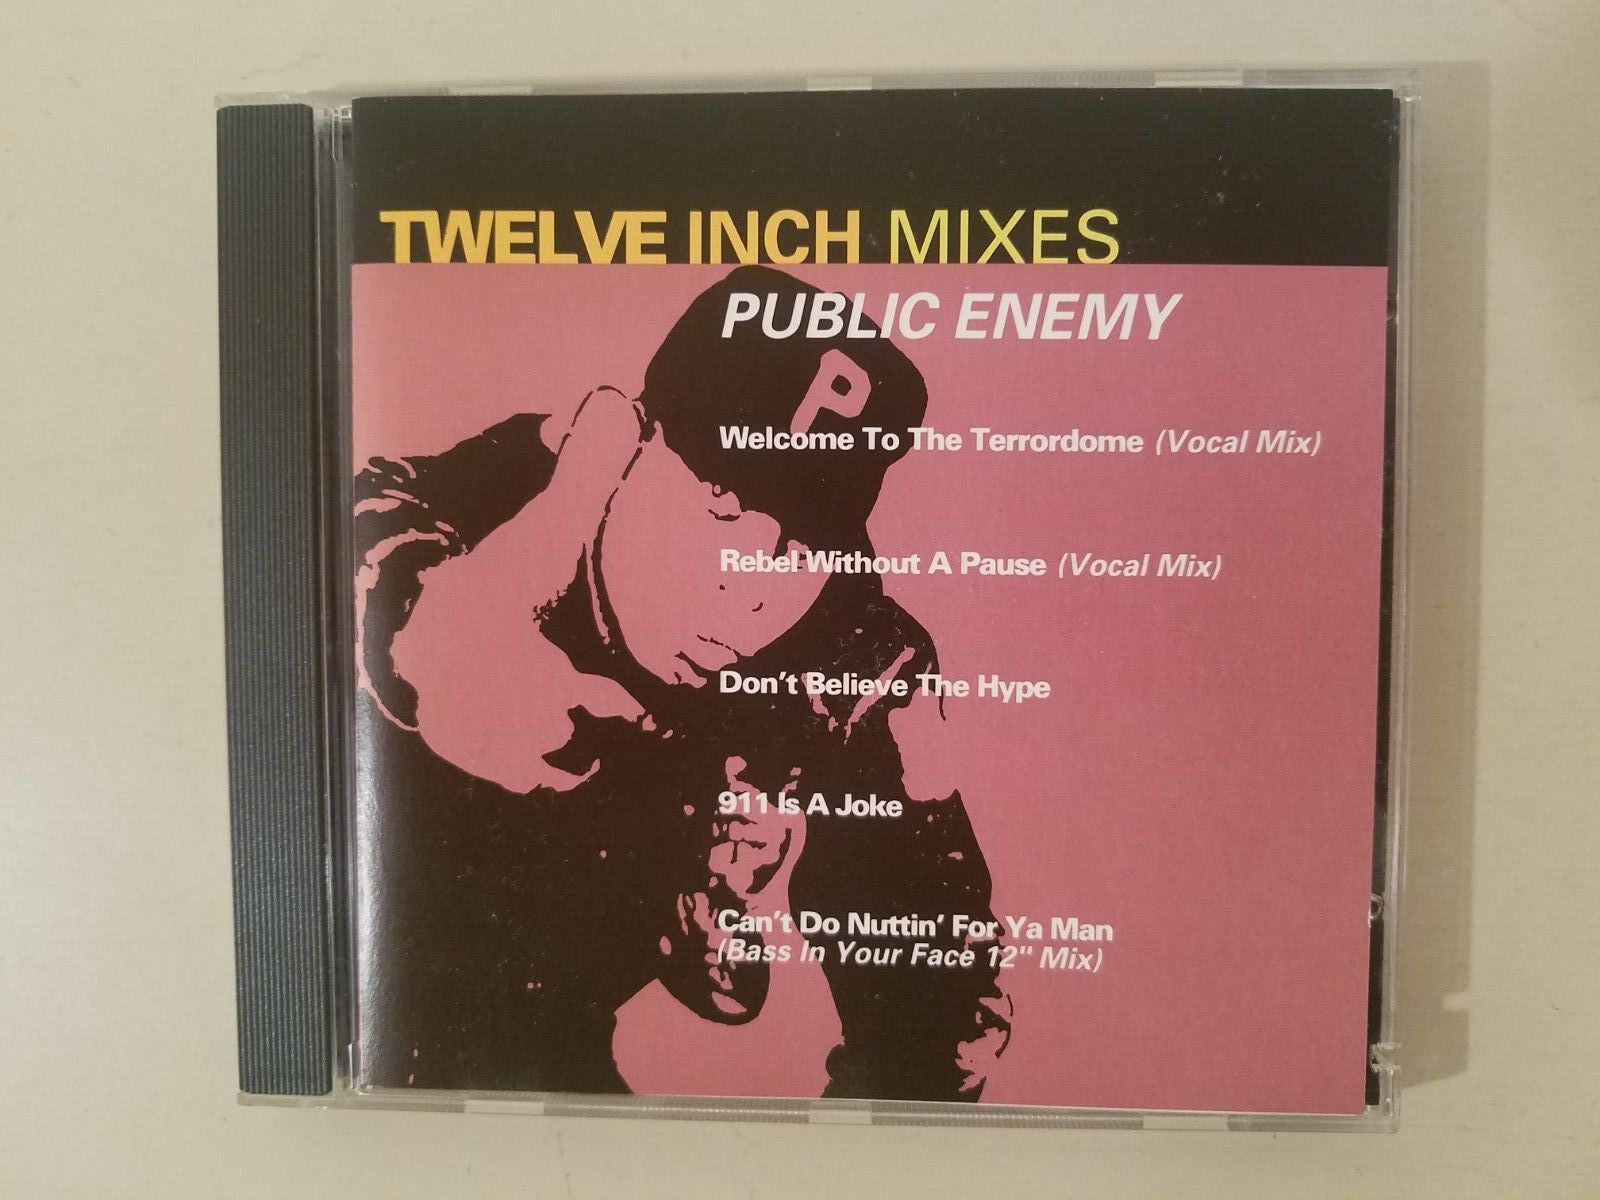 TWELVE INCH MIXES
PUBLIC ENEMY
P
Welcome To The Terrordome (Vocal Mix)
Rebel Without A Pause (Vocal Mix)
Don't Believe The Hype
911 Is A Joke
Can't Do Nuttin' For Ya Man
(Bass In Your Face 12" Mix)